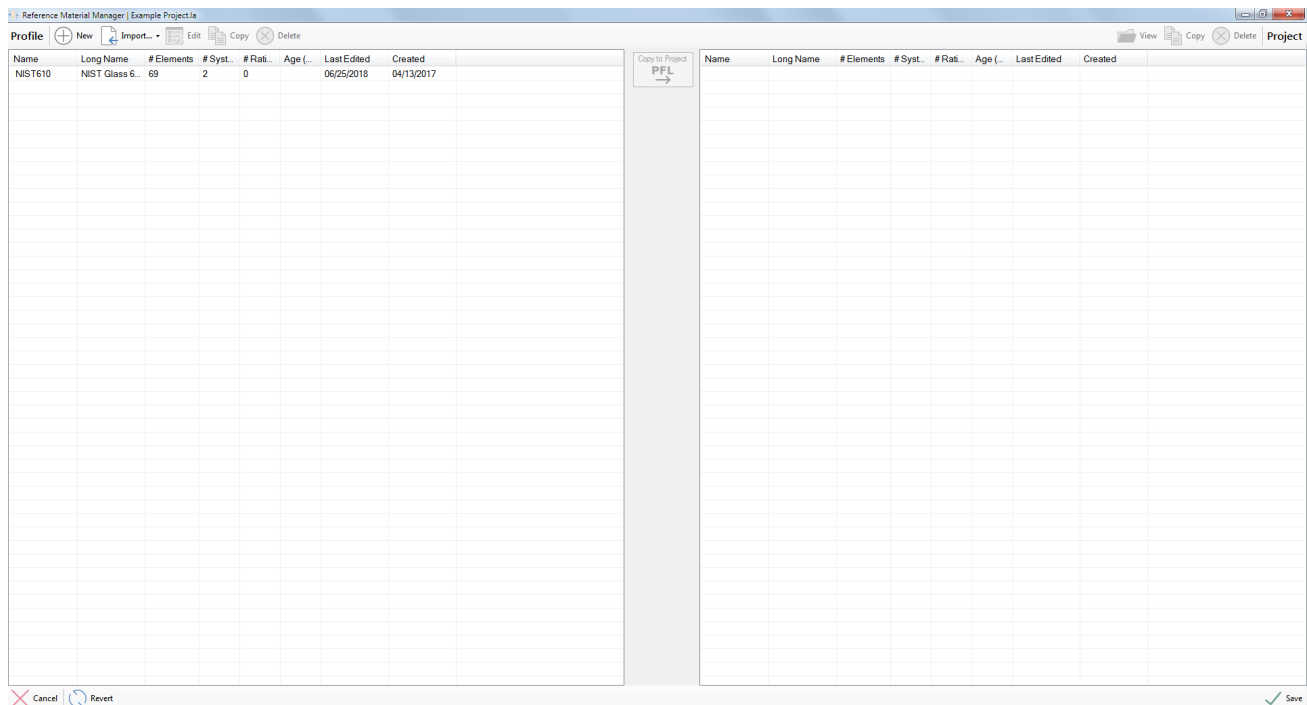 Reference Material Manager | Example Project.la
Profile New Import... Edit Copy Delete View Copy Delete Project
Name Long Name # Elements # Syst... # Rati... Age (... Last Edited Created Copy to Project Name Long Name # Elements # Syst... # Rati... Age (... Last Edited Created
NIST610 NIST Glass 6... 69 2 0 06/25/2018 04/13/2017 PFL
Cancel Revert Save